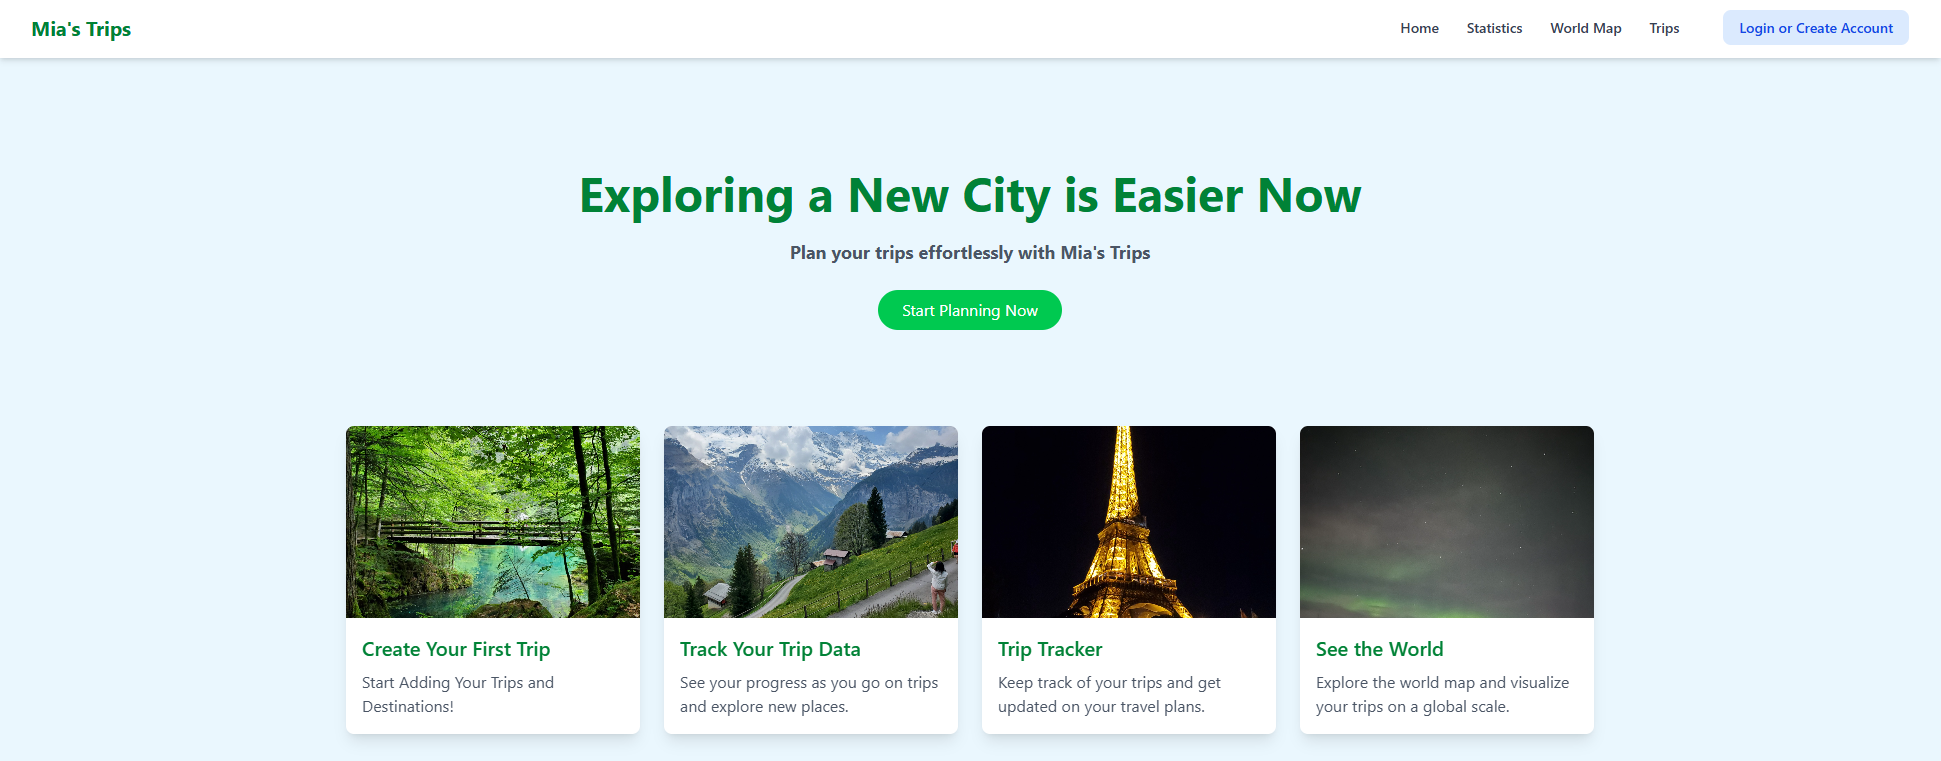 Mia's Trips
Home
Statistics
World Map
Trips
Login or Create Account
Exploring a New City is Easier Now
Plan your trips effortlessly with Mia's Trips
Start Planning Now
Create Your First Trip
Start Adding Your Trips and
Destinations!
Track Your Trip Data
See your progress as you go on trips
and explore new places.
Trip Tracker
Keep track of your trips and get
updated on your travel plans.
See the World
Explore the world map and visualize
your trips on a global scale.